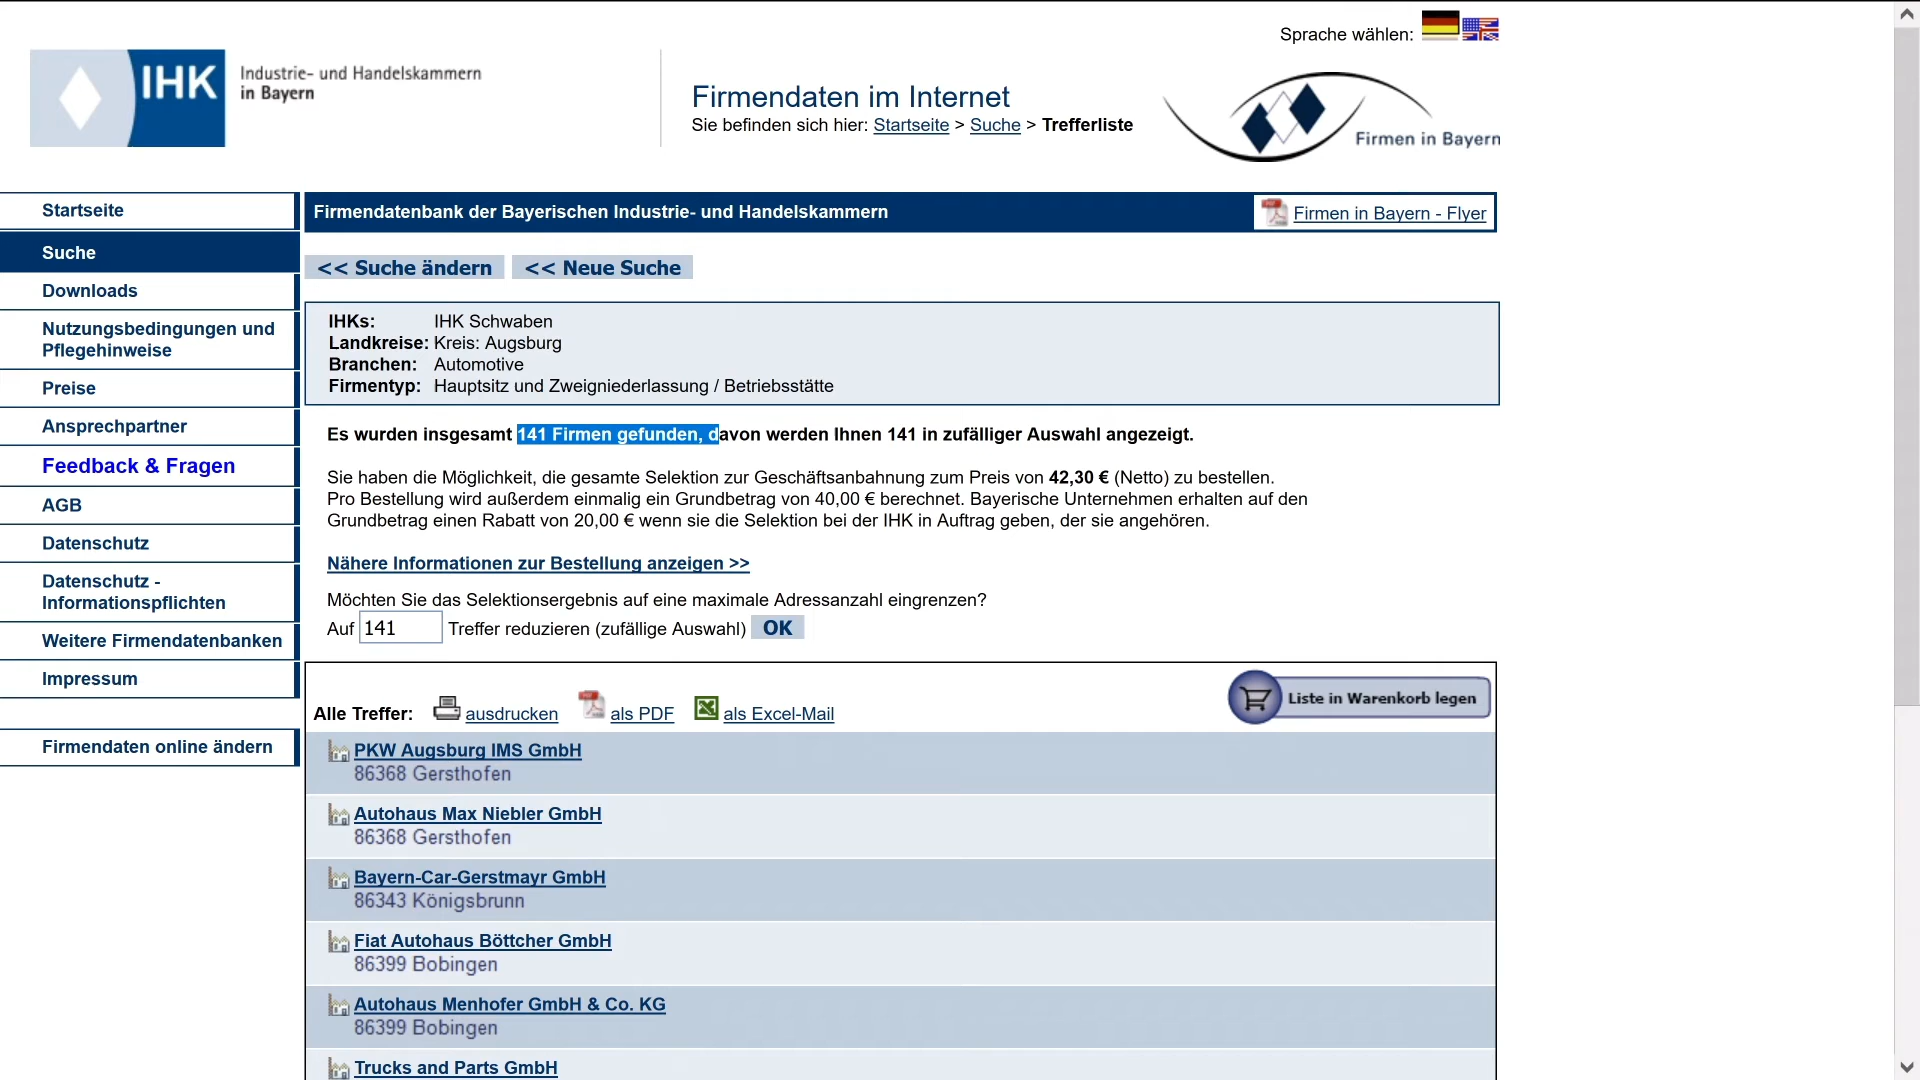 Sprache wählen:
IHK
Industrie- und Handelskammern
in Bayern
Firmendaten im Internet
Sie befinden sich hier: Startseite > Suche > Trefferliste
Firmen in Bayern
Startseite
Suche
Downloads
Nutzungsbedingungen und
Pflegehinweise
Preise
Ansprechpartner
Feedback & Fragen
AGB
Datenschutz
Datenschutz -
Informationspflichten
Weitere Firmendatenbanken
Impressum
Firmendaten online ändern
Firmendatenbank der Bayerischen Industrie- und Handelskammern
Firmen in Bayern - Flyer
<< Suche ändern << Neue Suche
IHKs: IHK Schwaben
Landkreise: Kreis: Augsburg
Branchen: Automotive
Firmentyp: Hauptsitz und Zweigniederlassung / Betriebsstätte
Es wurden insgesamt 141 Firmen gefunden, davon werden Ihnen 141 in zufälliger Auswahl angezeigt.
Sie haben die Möglichkeit, die gesamte Selektion zur Geschäftsanbahnung zum Preis von 42,30 € (Netto) zu bestellen.
Pro Bestellung wird außerdem einmalig ein Grundbetrag von 40,00 € berechnet. Bayerische Unternehmen erhalten auf den
Grundbetrag einen Rabatt von 20,00 € wenn sie die Selektion bei der IHK in Auftrag geben, der sie angehören.
Nähere Informationen zur Bestellung anzeigen >>
Möchten Sie das Selektionsergebnis auf eine maximale Adressanzahl eingrenzen?
Auf 141 Treffer reduzieren (zufällige Auswahl) OK
Alle Treffer: ausdrucken als PDF als Excel-Mail
Liste in Warenkorb legen
PKW Augsburg IMS GmbH
86368 Gersthofen
Autohaus Max Niebler GmbH
86368 Gersthofen
Bayern-Car-Gerstmayr GmbH
86343 Königsbrunn
Fiat Autohaus Böttcher GmbH
86399 Bobingen
Autohaus Menhofer GmbH & Co. KG
86399 Bobingen
Trucks and Parts GmbH